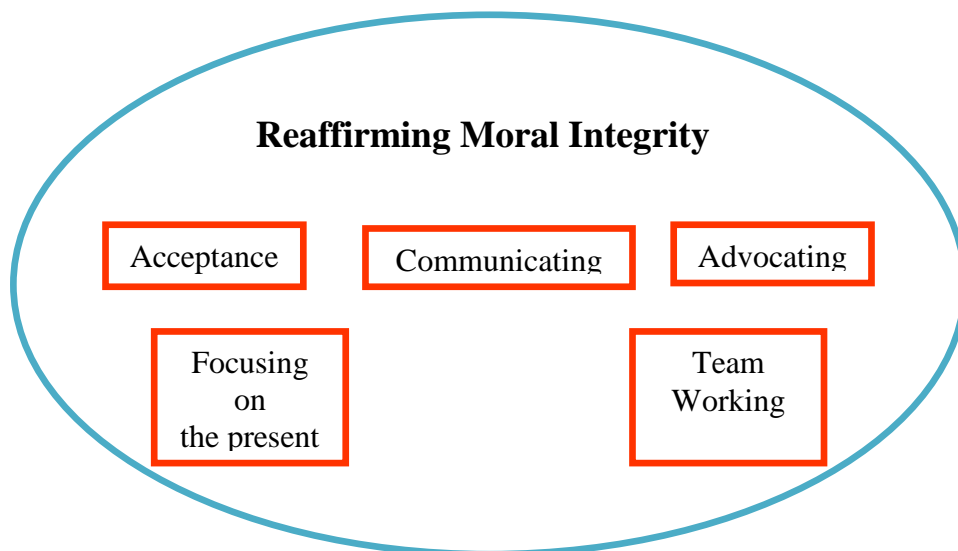 Reaffirming Moral Integrity
Acceptance
Communicating
Advocating
Focusing
on
the present
Team
Working